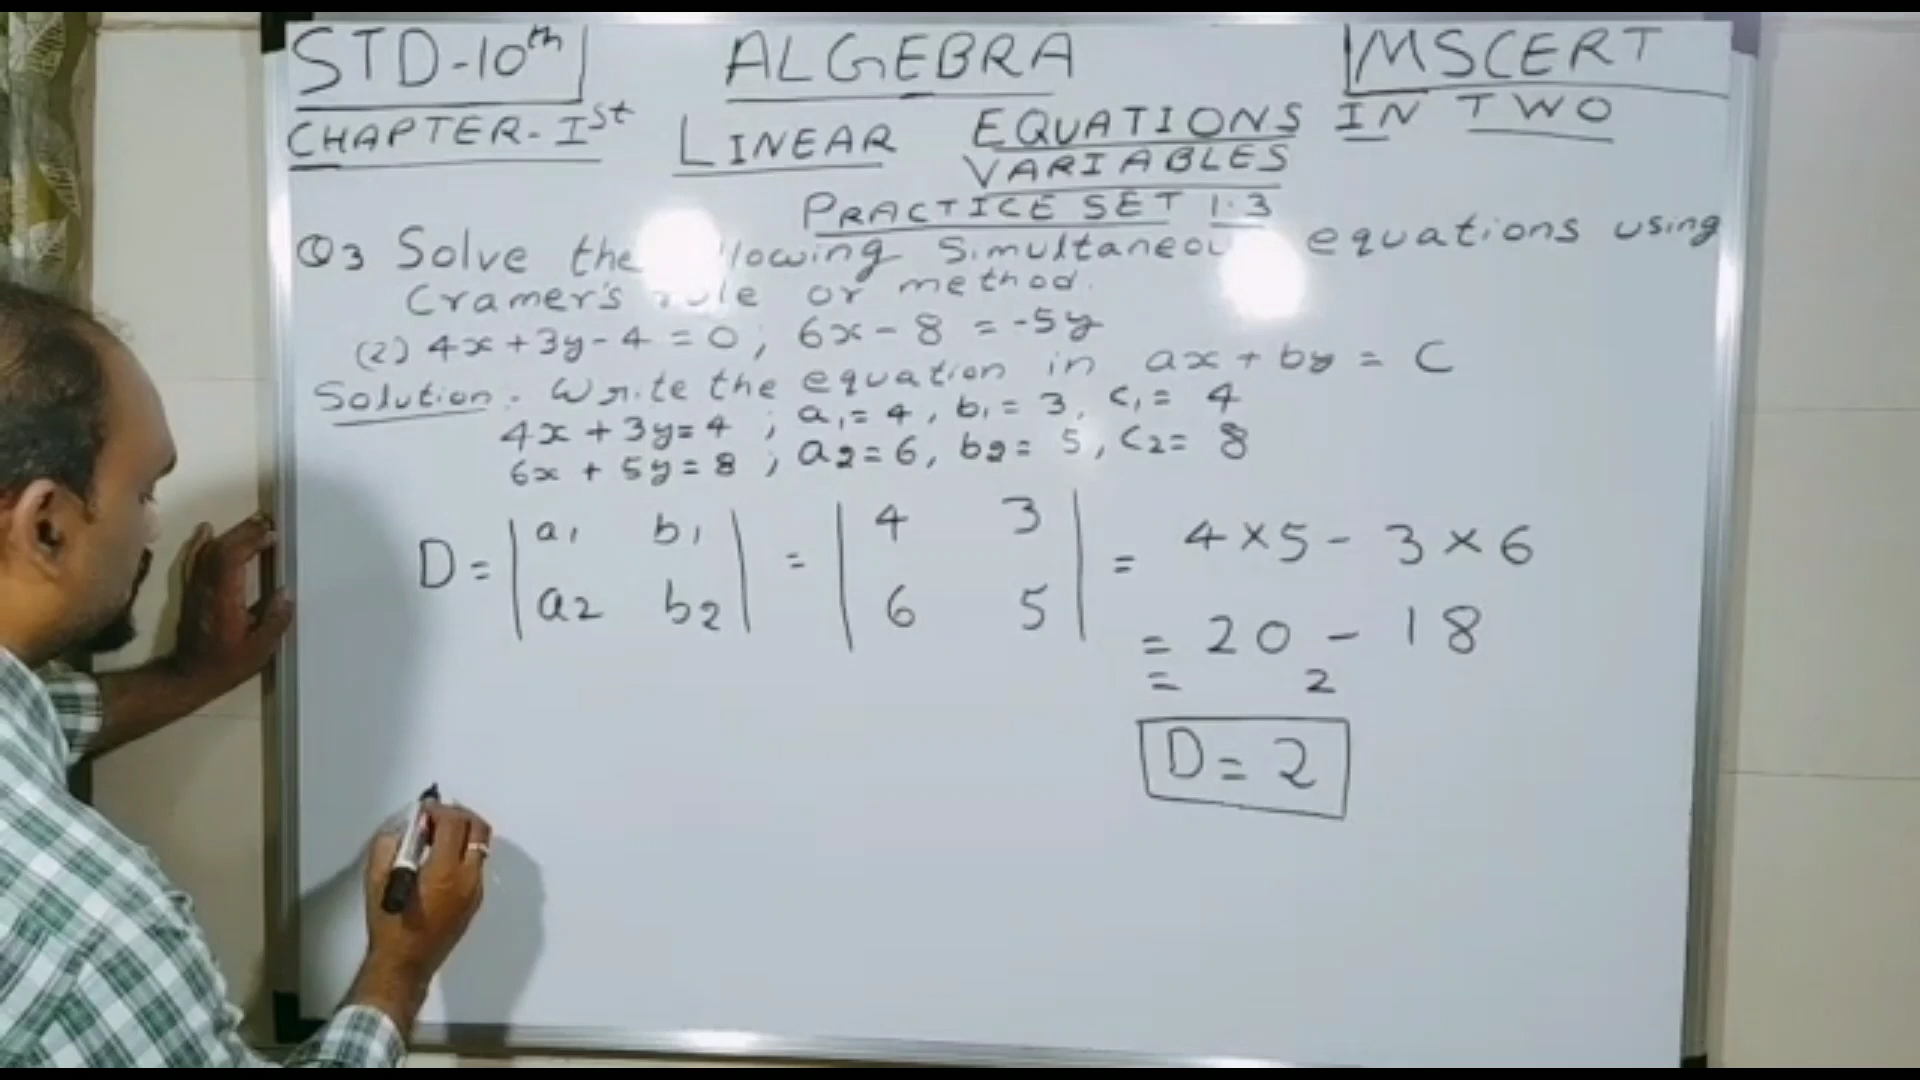 STD-10th ALGEBRA MSCERT
CHAPTER-Ist LINEAR EQUATIONS IN TWO
VARIABLES
PRACTICE SET 1.3
Q3 Solve the following Simultaneous equations using
Cramer's rule or method.
(2) 4x+3y-4=0; 6x-8=-5y
Solution. Write the equation in ax+by=C
4x+3y=4; a₁=4, b₁=3, c₁=4
6x+5y=8; a₂=6, b₂=5, c₂=8
D = | a₁ b₁ | = | 4 3 | = 4×5-3×6
| a₂ b₂ | | 6 5 | = 20-18
= 2
D=2